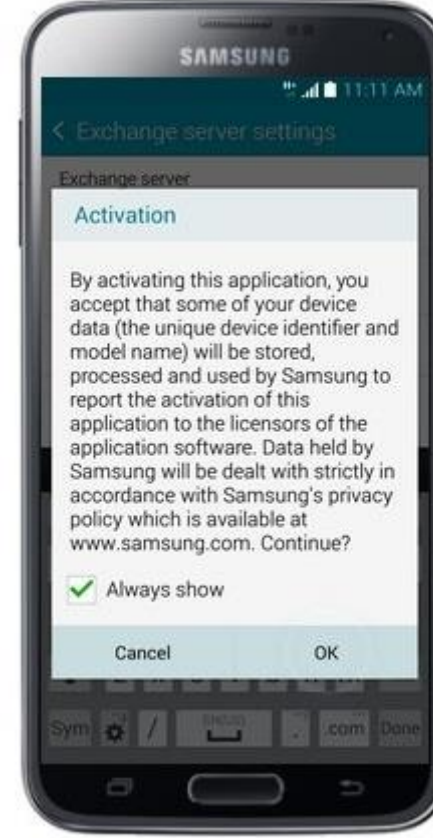 SAMSUNG
11:11 AM
< Exchange server settings
Exchange server
Activation
By activating this application, you
accept that some of your device
data (the unique device identifier and
model name) will be stored,
processed and used by Samsung to
report the activation of this
application to the licensors of the
application software. Data held by
Samsung will be dealt with strictly in
accordance with Samsung's privacy
policy which is available at
www.samsung.com. Continue?
Always show
Cancel OK
Sym / . .com Done